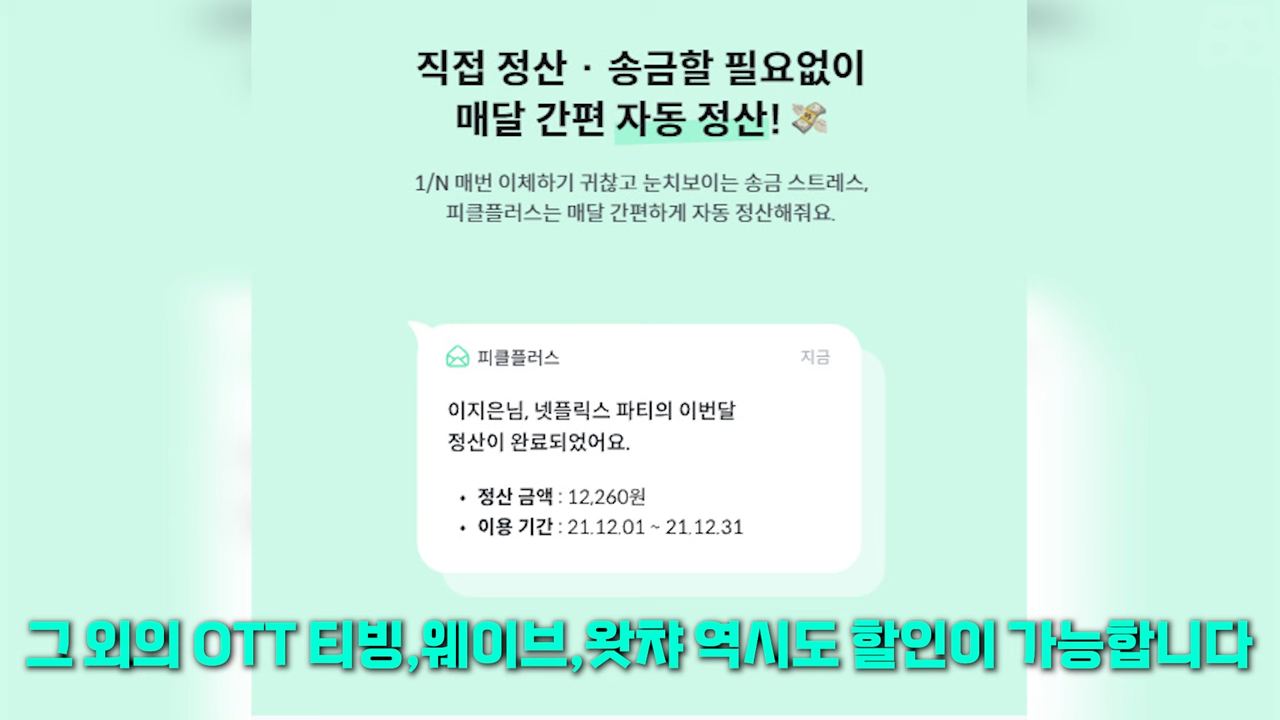 직접 정산 · 송금할 필요없이
매달 간편 자동 정산! 💸
1/N 매번 이체하기 귀찮고 눈치보이는 송금 스트레스,
피클플러스는 매달 간편하게 자동 정산해줘요.
피클플러스 지금
이지은님, 넷플릭스 파티의 이번달
정산이 완료되었어요.
• 정산 금액 : 12,260원
• 이용 기간 : 21.12.01 ~ 21.12.31
그 외의 OTT 티빙,웨이브,왓챠 역시도 할인이 가능합니다